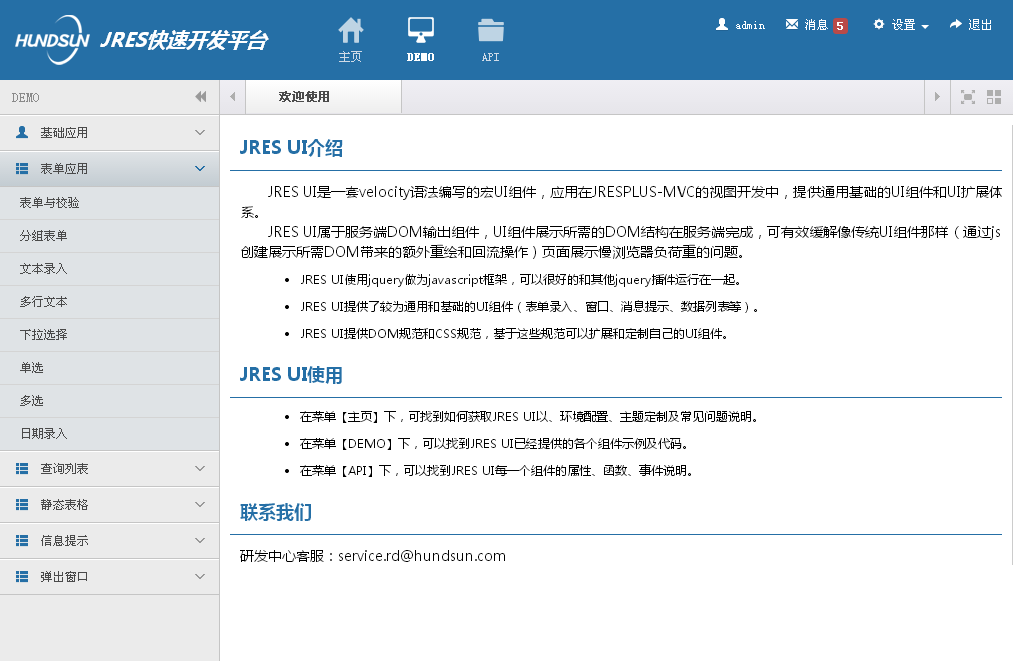 HUNDSUN JRES快速开发平台
主页
DEMO
API
admin
消息 5
设置
退出
DEMO
欢迎使用
基础应用
表单应用
表单与校验
分组表单
文本录入
多行文本
下拉选择
单选
多选
日期录入
查询列表
静态表格
信息提示
弹出窗口
JRES UI介绍
JRES UI是一套velocity语法编写的宏UI组件，应用在JRESPLUS-MVC的视图开发中，提供通用基础的UI组件和UI扩展体
系。
JRES UI属于服务端DOM输出组件，UI组件展示所需的DOM结构在服务端完成，可有效缓解像传统UI组件那样（通过js
创建展示所需DOM带来的额外重绘和回流操作）页面展示慢浏览器负荷重的问题。
• JRES UI使用jquery做为javascript框架，可以很好的和其他jquery插件运行在一起。
• JRES UI提供了较为通用和基础的UI组件（表单录入、窗口、消息提示、数据列表等）。
• JRES UI提供DOM规范和CSS规范，基于这些规范可以扩展和定制自己的UI组件。
JRES UI使用
• 在菜单【主页】下，可找到如何获取JRES UI以、环境配置、主题定制及常见问题说明。
• 在菜单【DEMO】下，可以找到JRES UI已经提供的各个组件示例及代码。
• 在菜单【API】下，可以找到JRES UI每一个组件的属性、函数、事件说明。
联系我们
研发中心客服：service.rd@hundsun.com